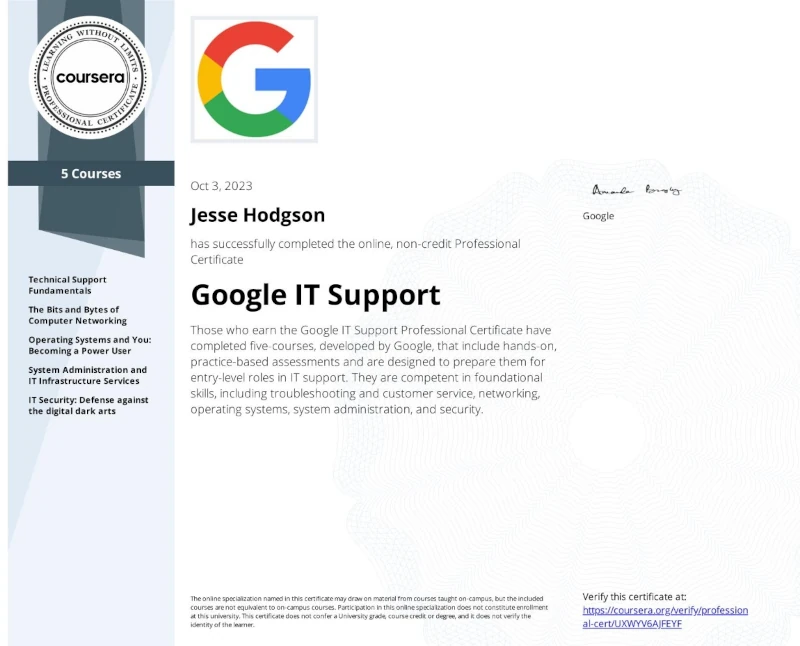 LEARNING WITHOUT LIMITS
coursera
PROFESSIONAL CERTIFICATE
5 Courses
Technical Support
Fundamentals
The Bits and Bytes of
Computer Networking
Operating Systems and You:
Becoming a Power User
System Administration and
IT Infrastructure Services
IT Security: Defense against
the digital dark arts
G
Oct 3, 2023
Jesse Hodgson
has successfully completed the online, non-credit Professional
Certificate
Google IT Support
Those who earn the Google IT Support Professional Certificate have
completed five-courses, developed by Google, that include hands-on,
practice-based assessments and are designed to prepare them for
entry-level roles in IT support. They are competent in foundational
skills, including troubleshooting and customer service, networking,
operating systems, system administration, and security.
Amanda
Google
The online specialization named in this certificate may draw on material from courses taught on-campus, but the included
courses are not equivalent to on-campus courses. Participation in this online specialization does not constitute enrollment
at this university. This certificate does not confer a University grade, course credit or degree, and it does not verify the
identity of the learner.
Verify this certificate at:
https://coursera.org/verify/profession
al-cert/UXWYV6AJFEYF